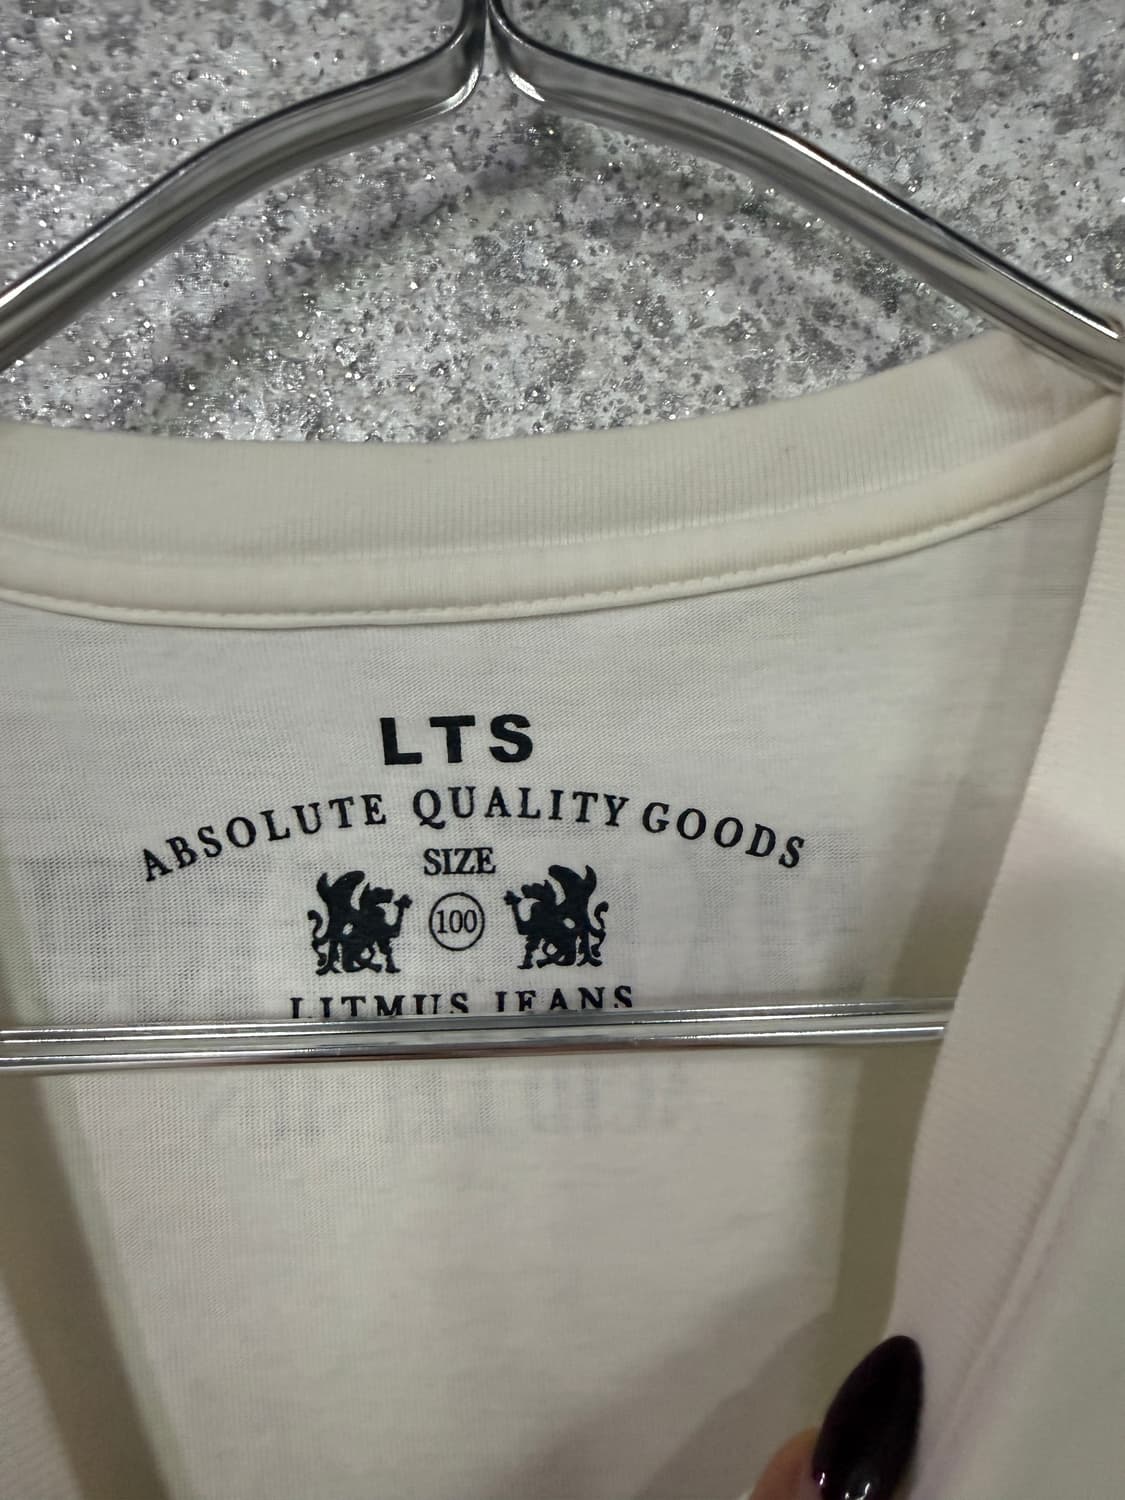 LTS
ABSOLUTE QUALITY GOODS
SIZE
100
LITMUS JEANS